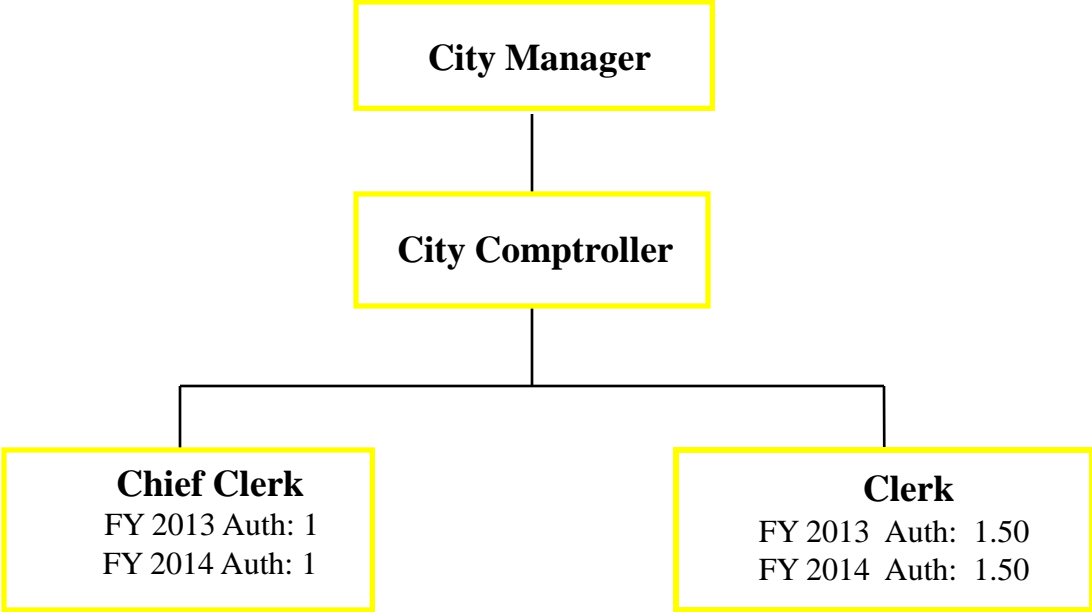 City Manager
City Comptroller
Chief Clerk
FY 2013 Auth: 1
FY 2014 Auth: 1
Clerk
FY 2013 Auth: 1.50
FY 2014 Auth: 1.50